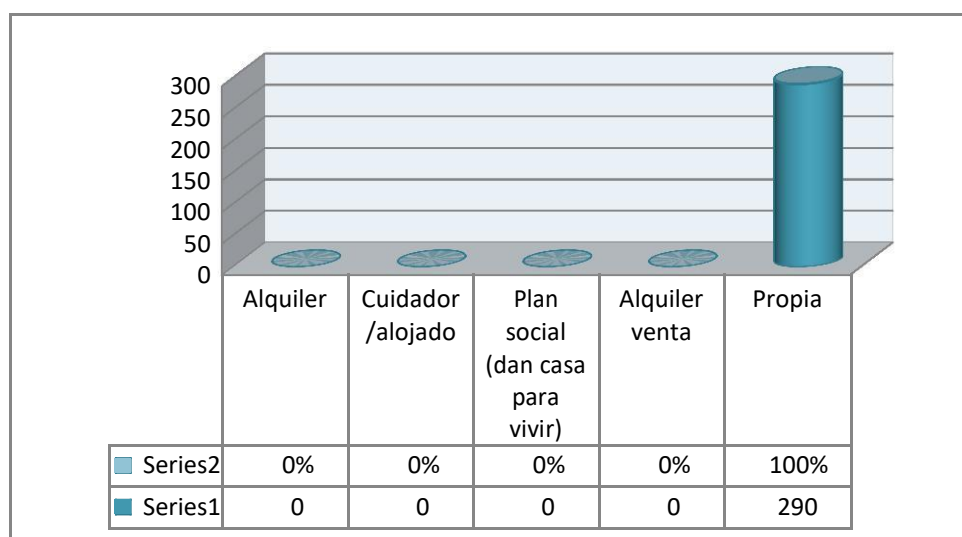 300
250
200
150
100
50
0
Alquiler
Cuidador
/alojado
Plan
social
(dan casa
para
vivir)
Alquiler
venta
Propia
Series2 0% 0% 0% 0% 100%
Series1 0 0 0 0 290